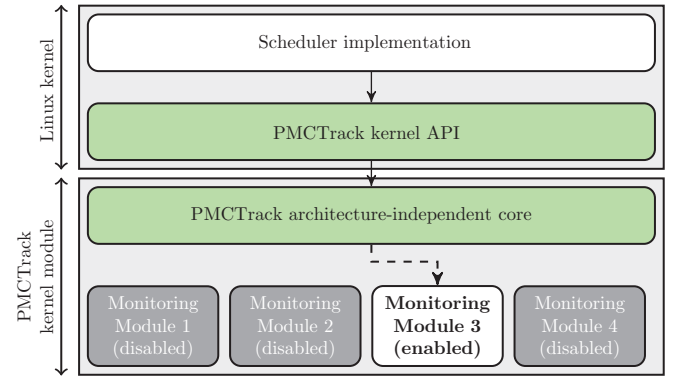 Linux kernel
Scheduler implementation
PMCTrack kernel API
PMCTrack
kernel module
PMCTrack architecture-independent core
Monitoring
Module 1
(disabled)
Monitoring
Module 2
(disabled)
Monitoring
Module 3
(enabled)
Monitoring
Module 4
(disabled)